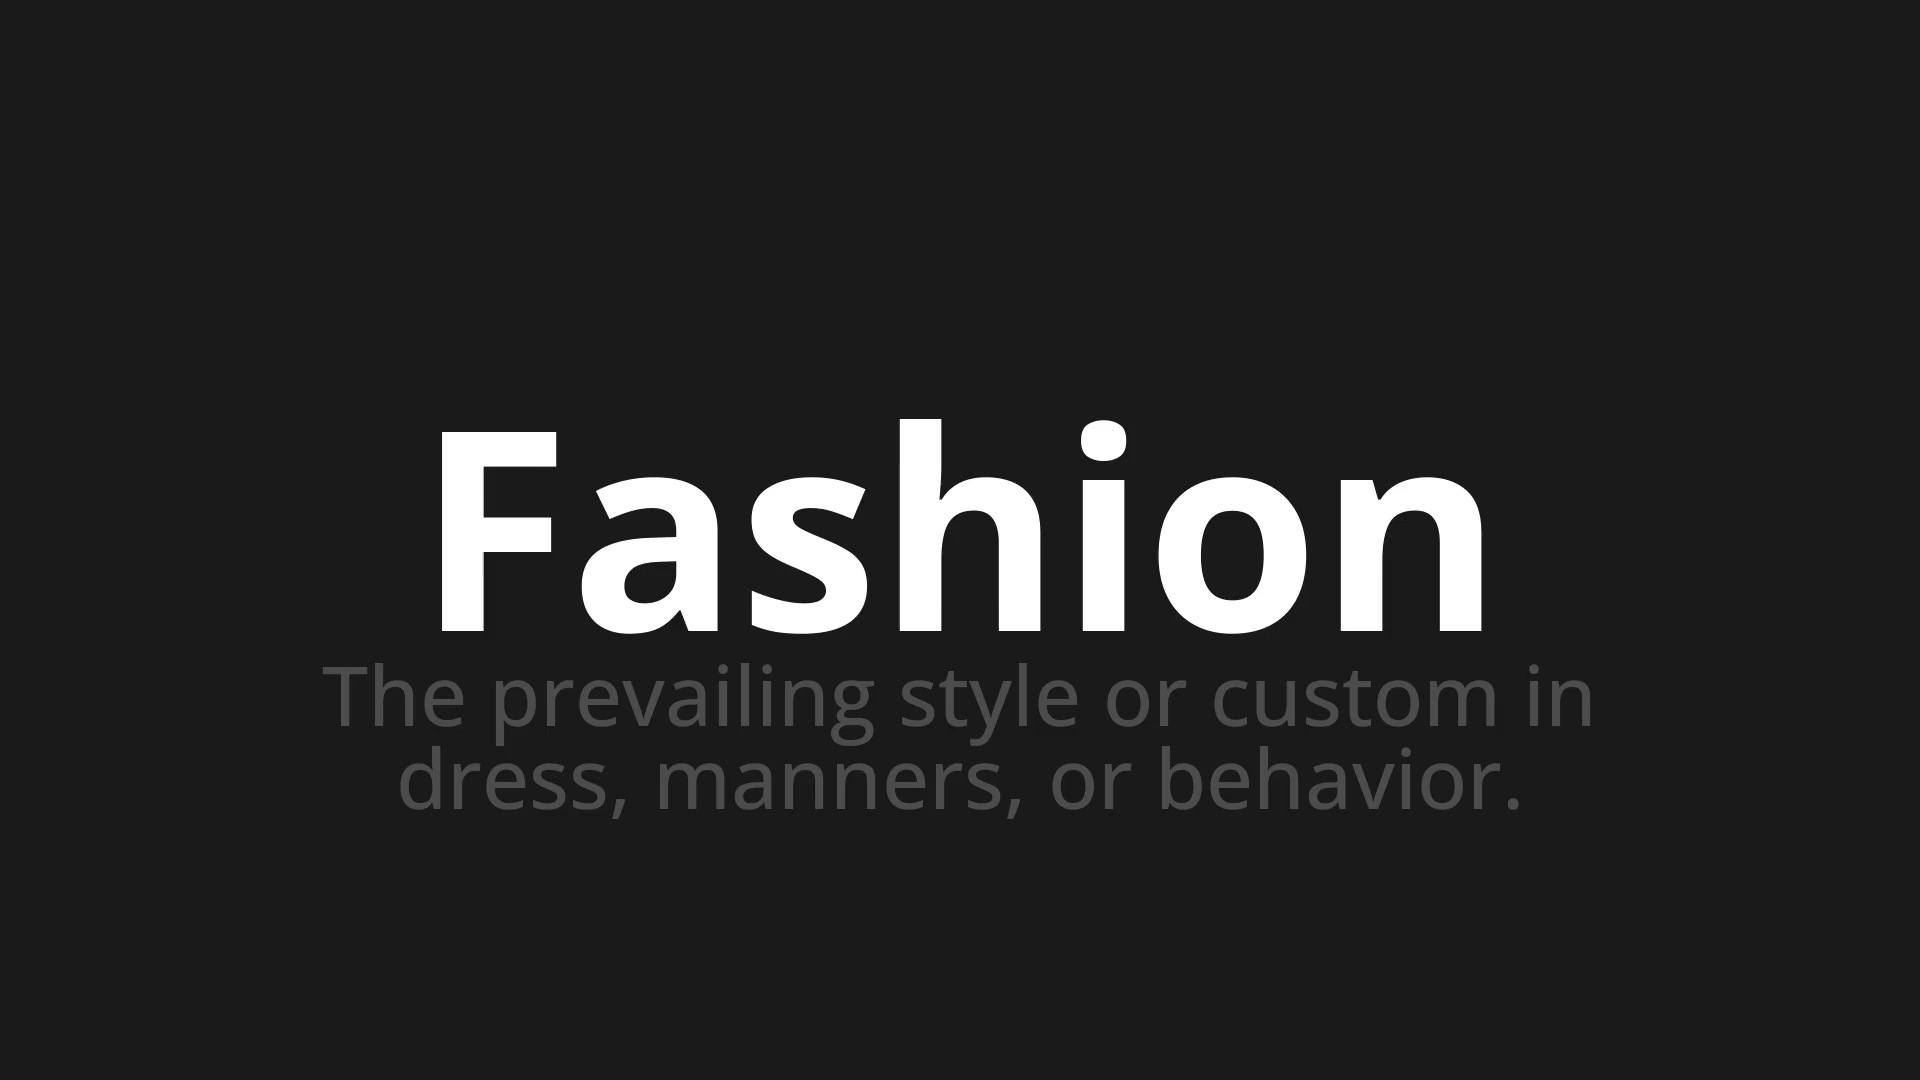 Fashion
The prevailing style or custom in
dress, manners, or behavior.